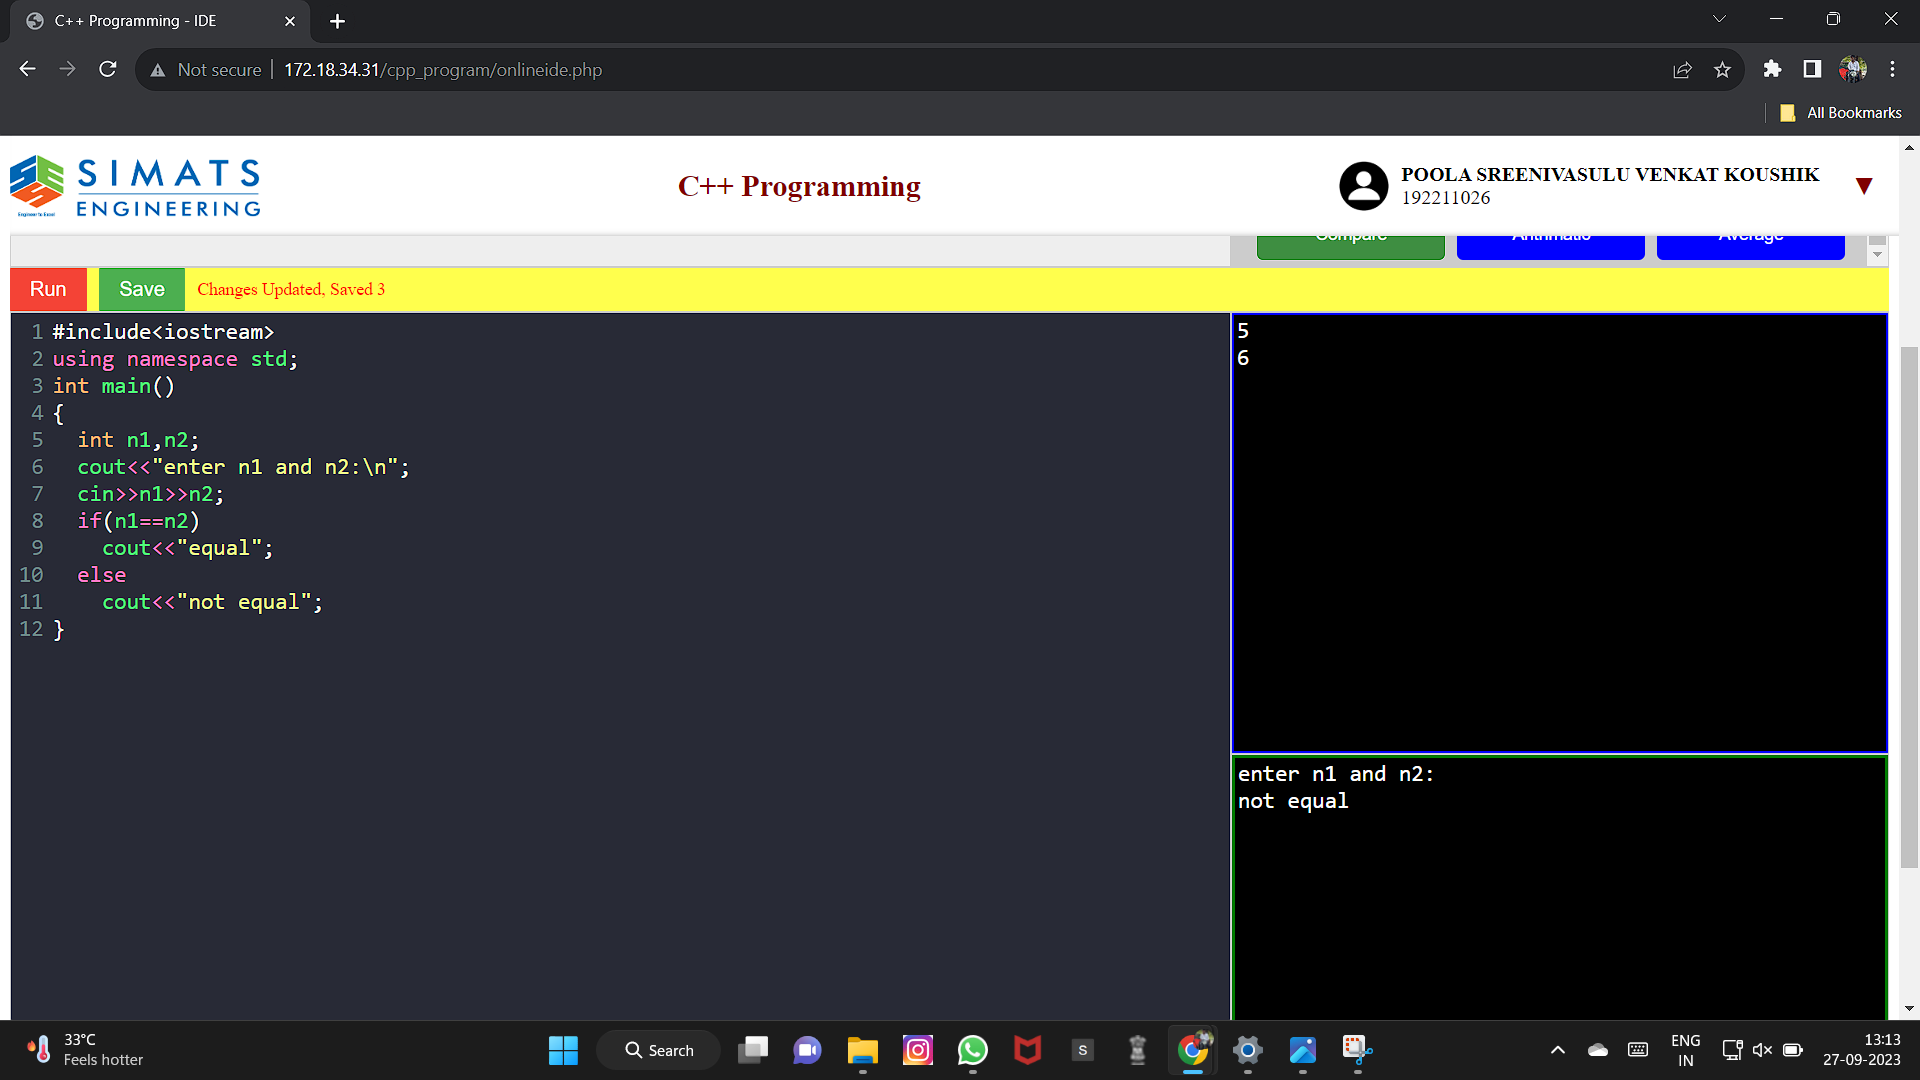 C++ Programming - IDE
Not secure
172.18.34.31/cpp_program/onlineide.php
All Bookmarks
SIMATS
ENGINEERING
Engineer to Excel
C++ Programming
POOLA SREENIVASULU VENKAT KOUSHIK
192211026
Compare
Arithmatic
Average
Run
Save
Changes Updated, Saved 3
1 #include<iostream>
2 using namespace std;
3 int main()
4 {
5 int n1,n2;
6 cout<<"enter n1 and n2:\n";
7 cin>>n1>>n2;
8 if(n1==n2)
9 cout<<"equal";
10 else
11 cout<<"not equal";
12 }
5
6
enter n1 and n2:
not equal
33°C
Feels hotter
Search
S
ENG
IN
13:13
27-09-2023